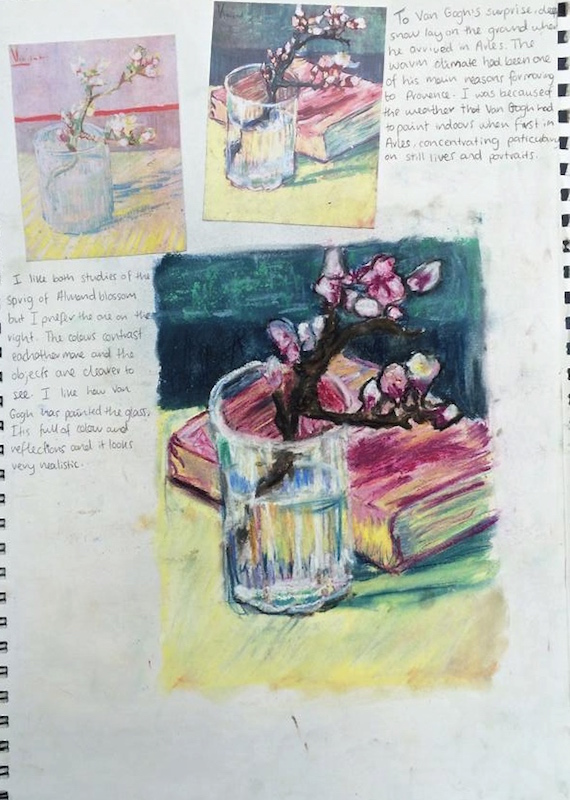 Vincent
To Van Gogh's surprise, deep
snow lay on the ground when
he arrived in Arles. The
warm climate had been one
of his main reasons for moving
to Provence. I was because of
the weather that Van Gogh had
to paint indoors when first in
Arles, concentrating particular
on still lives and portraits.
I like both studies of the
sprig of Almond blossom
but I prefer the one on the
right. The colours contrast
eachother more and the
objects are clearer to
see. I like how Van
Gogh has painted the glass,
Its full of colour and
reflections and it looks
very realistic.